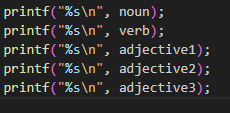 printf("%s\n", noun);
printf("%s\n", verb);
printf("%s\n", adjective1);
printf("%s\n", adjective2);
printf("%s\n", adjective3);